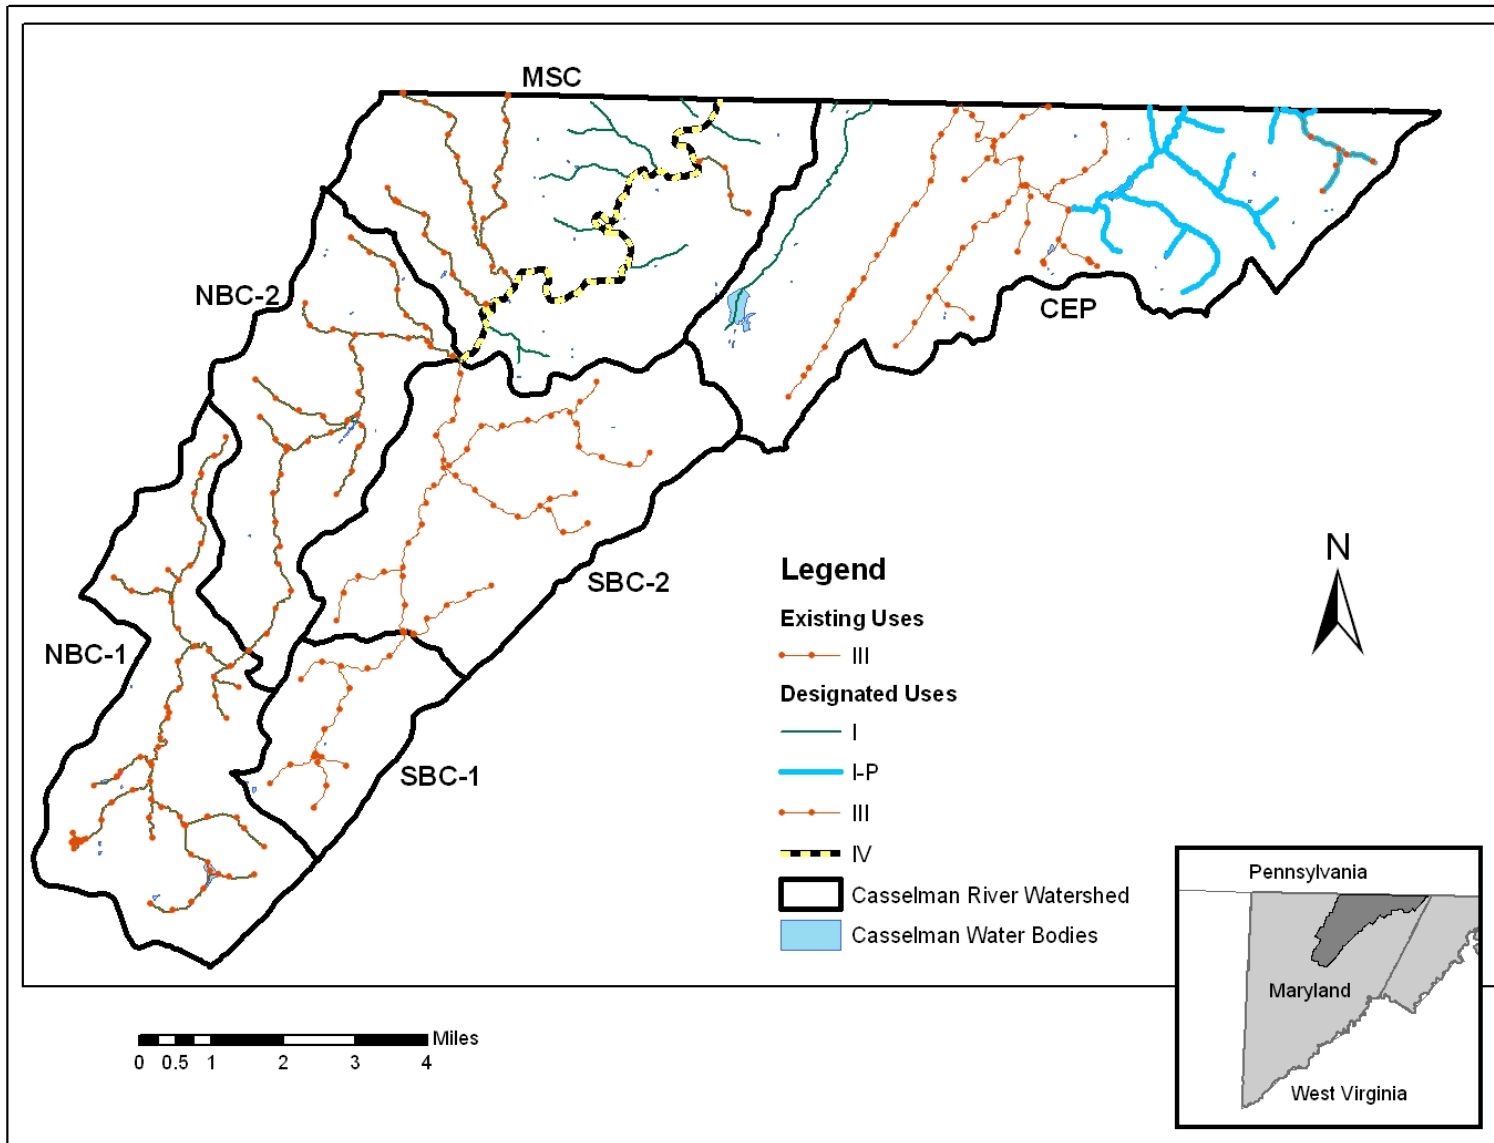 MSC
NBC-2
CEP
SBC-2
NBC-1
SBC-1
N
Legend
Existing Uses
III
Designated Uses
I
I-P
III
IV
Casselman River Watershed
Casselman Water Bodies
Pennsylvania
Maryland
West Virginia
Miles
0 0.5 1 2 3 4